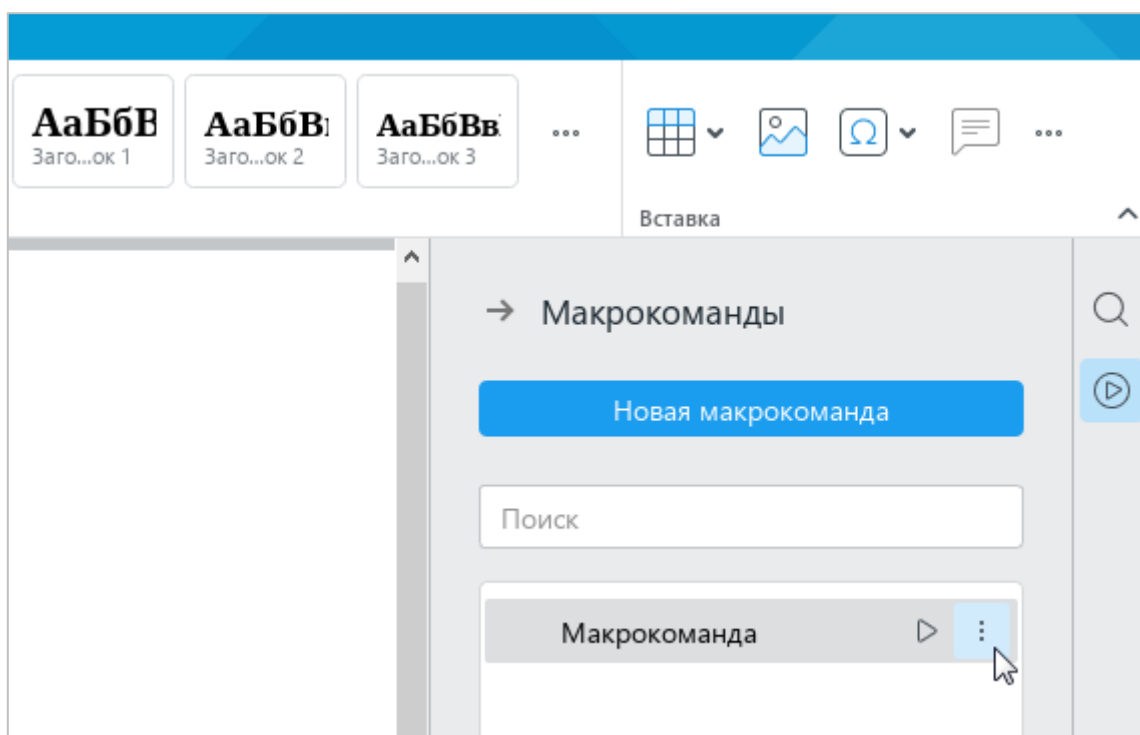 АаБбВ АаБбВı АаБбВв
Заго...ок 1 Заго...ок 2 Заго...ок 3
Вставка
Макрокоманды
Новая макрокоманда
Поиск
Макрокоманда